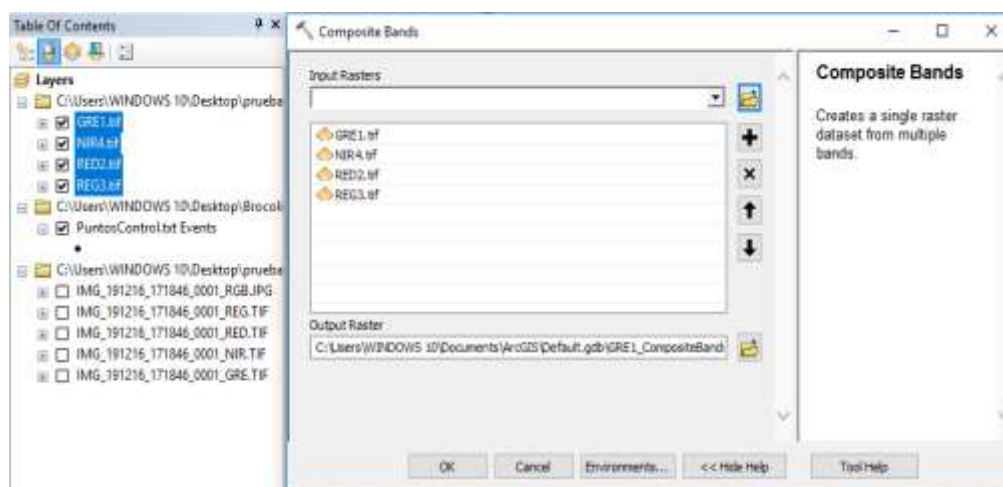 Table Of Contents
Layers
C:\Users\WINDOWS 10\Desktop\prueba
GRE1.tif
NIR4.tif
RED2.tif
REG3.tif
C:\Users\WINDOWS 10\Desktop\Brocoli
PuntosControl.txt Events
C:\Users\WINDOWS 10\Desktop\prueba
IMG_191216_171846_0001_RGB.JPG
IMG_191216_171846_0001_REG.TIF
IMG_191216_171846_0001_RED.TIF
IMG_191216_171846_0001_NIR.TIF
IMG_191216_171846_0001_GRE.TIF
Composite Bands
Input Rasters
GRE1.tif
NIR4.tif
RED2.tif
REG3.tif
Output Raster
C:\Users\WINDOWS 10\Documents\ArcGIS\Default.gdb\GRE1_CompositeBand
OK
Cancel
Environments...
<< Hide Help
Tool Help
Composite Bands
Creates a single raster
dataset from multiple
bands.